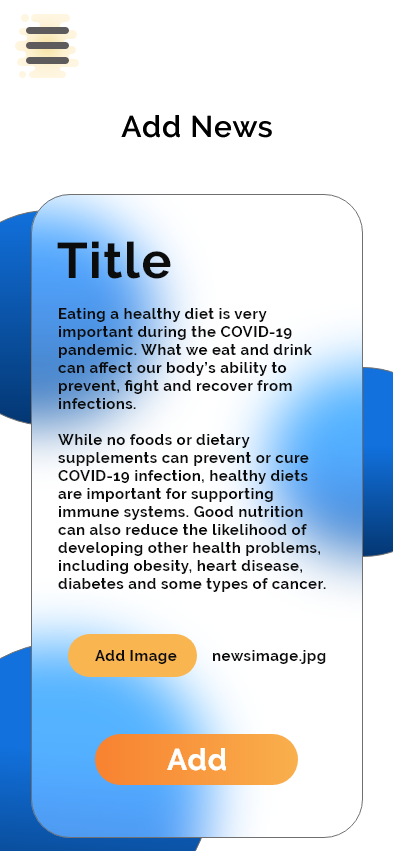 Add News
Title
Eating a healthy diet is very
important during the COVID-19
pandemic. What we eat and drink
can affect our body’s ability to
prevent, fight and recover from
infections.
While no foods or dietary
supplements can prevent or cure
COVID-19 infection, healthy diets
are important for supporting
immune systems. Good nutrition
can also reduce the likelihood of
developing other health problems,
including obesity, heart disease,
diabetes and some types of cancer.
Add Image newsimage.jpg
Add